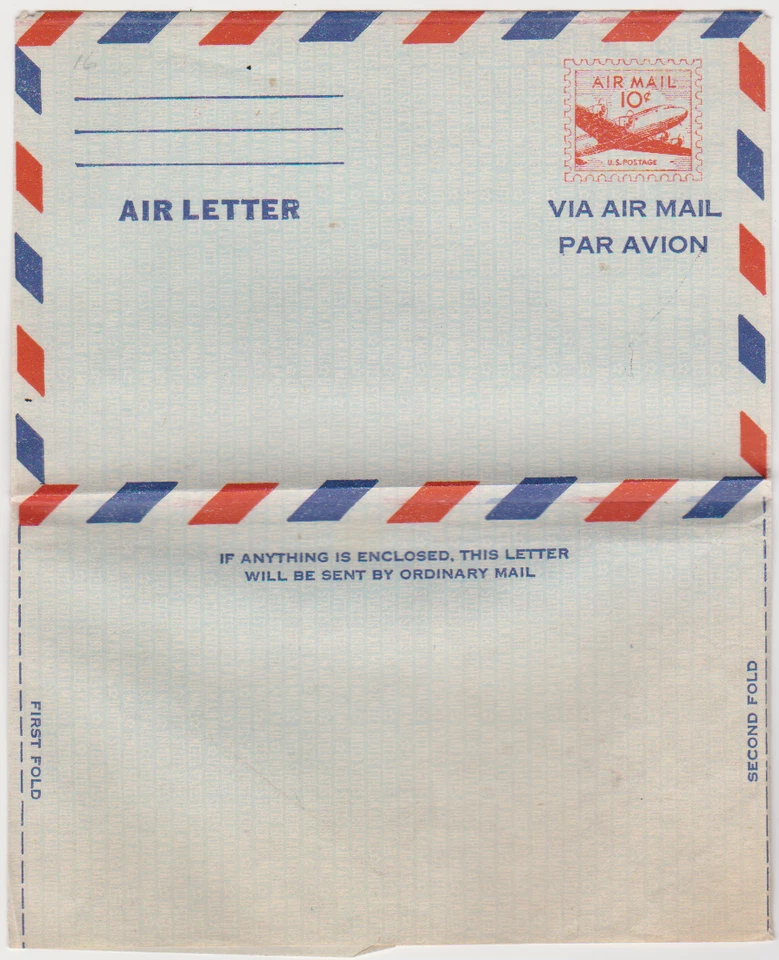 16
AIR MAIL
10¢
U.S. POSTAGE
AIR LETTER
VIA AIR MAIL
PAR AVION
IF ANYTHING IS ENCLOSED, THIS LETTER
WILL BE SENT BY ORDINARY MAIL
FIRST FOLD
SECOND FOLD